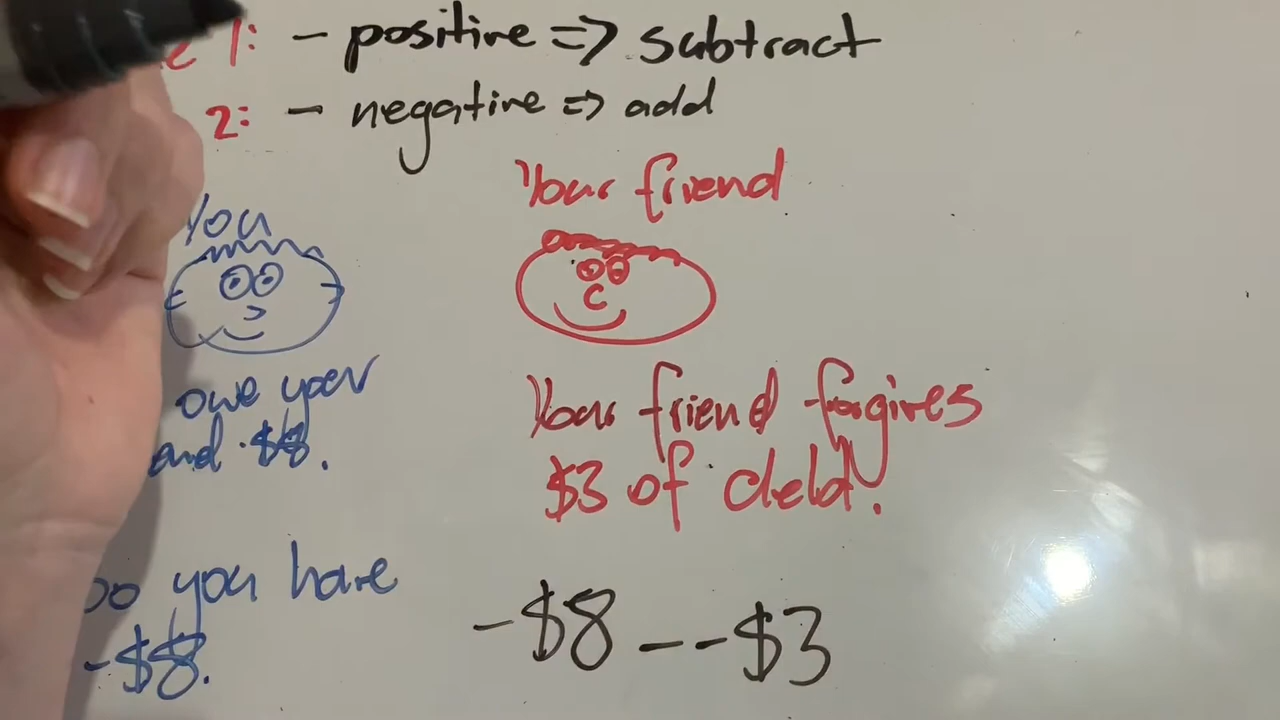 1: - positive => subtract
2: - negative => add
You
Your friend
owe your
and $8.
Your friend forgives
$3 of debt.
you have
-$8.
-$8 - -$3